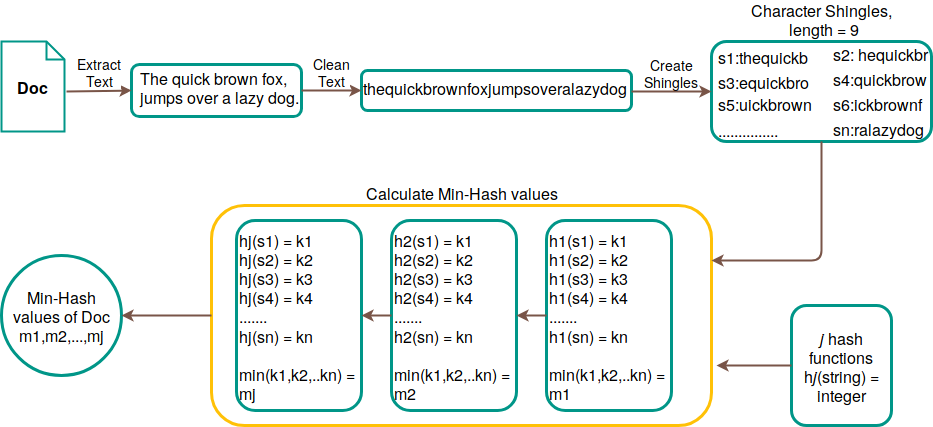 Doc
Extract
Text
The quick brown fox,
jumps over a lazy dog.
Clean
Text
thequickbrownfoxjumpsoveralazydog
Create
Shingles
Character Shingles,
length = 9
s1:thequickb
s2: hequickbr
s3:equickbro
s4:quickbrow
s5:uickbrown
s6:ickbrownf
...............
sn:ralazydog
Calculate Min-Hash values
hj(s1) = k1
hj(s2) = k2
hj(s3) = k3
hj(s4) = k4
.......
hj(sn) = kn
min(k1,k2,..kn) =
mj
h2(s1) = k1
h2(s2) = k2
h2(s3) = k3
h2(s4) = k4
.......
h2(sn) = kn
min(k1,k2,..kn) =
m2
h1(s1) = k1
h1(s2) = k2
h1(s3) = k3
h1(s4) = k4
.......
h1(sn) = kn
min(k1,k2,..kn) =
m1
Min-Hash
values of Doc
m1,m2,...,mj
j hash
functions
hj(string) =
integer